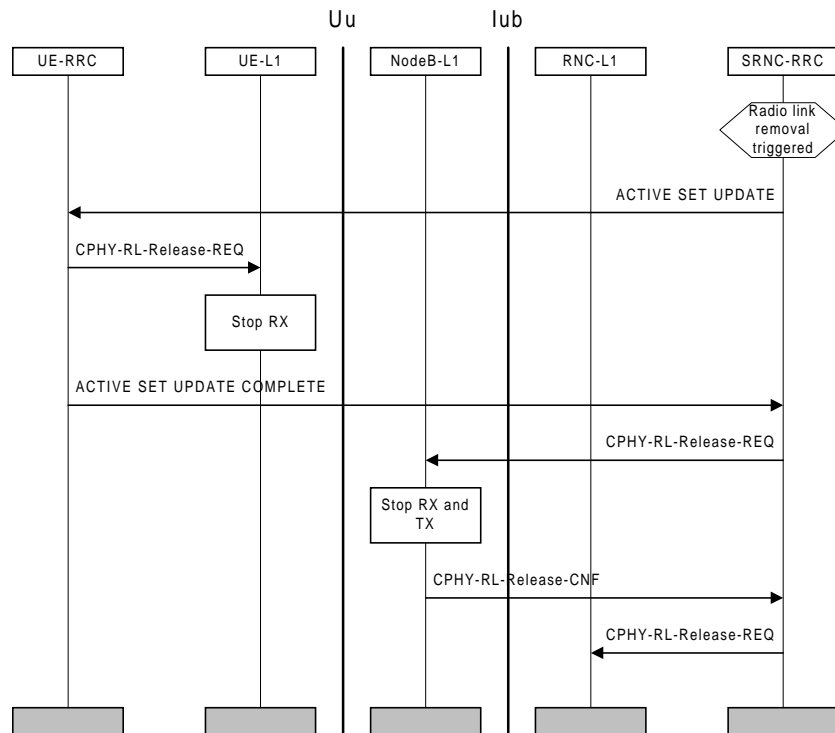 Uu Iub
UE-RRC UE-L1 NodeB-L1 RNC-L1 SRNC-RRC
Radio link
removal
triggered
ACTIVE SET UPDATE
CPHY-RL-Release-REQ
Stop RX
ACTIVE SET UPDATE COMPLETE
CPHY-RL-Release-REQ
Stop RX and
TX
CPHY-RL-Release-CNF
CPHY-RL-Release-REQ